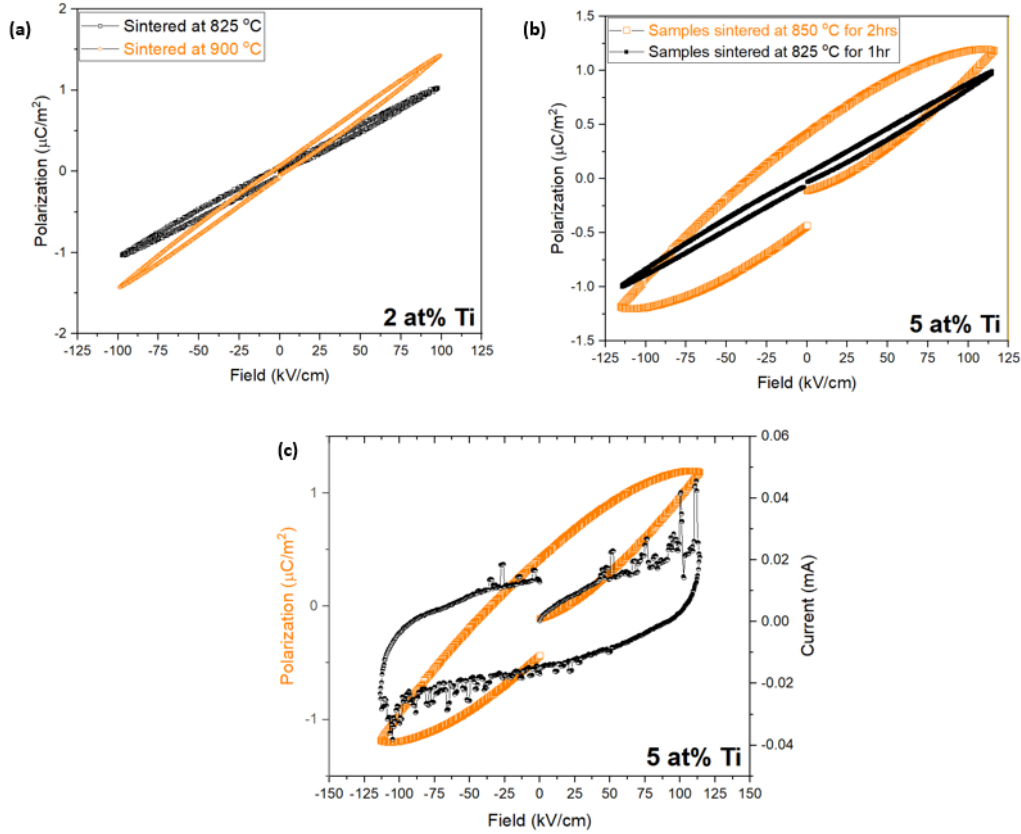 (a)
Sintered at 825 °C
Sintered at 900 °C
2
1
0
-1
-2
Polarization (μC/m²)
-125 -100 -75 -50 -25 0 25 50 75 100 125
Field (kV/cm)
2 at% Ti
(b)
Samples sintered at 850 °C for 2hrs
Samples sintered at 825 °C for 1hr
1.5
1.0
0.5
0.0
-0.5
-1.0
-1.5
Polarization (μC/m²)
-125 -100 -75 -50 -25 0 25 50 75 100 125
Field (kV/cm)
5 at% Ti
(c)
1
0
-1
Polarization (μC/m²)
0.06
0.04
0.02
0.00
-0.02
-0.04
Current (mA)
-150 -125 -100 -75 -50 -25 0 25 50 75 100 125 150
Field (kV/cm)
5 at% Ti